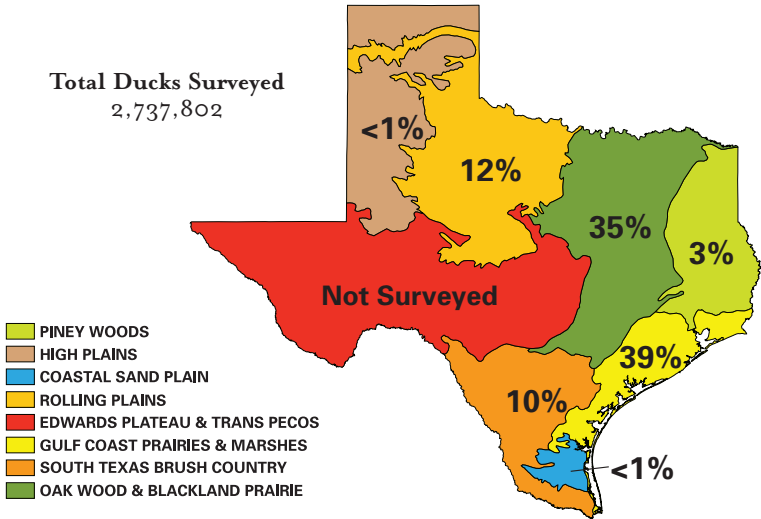 Total Ducks Surveyed
2,737,802
<1%
12%
35%
3%
Not Surveyed
39%
10%
<1%
PINEY WOODS
HIGH PLAINS
COASTAL SAND PLAIN
ROLLING PLAINS
EDWARDS PLATEAU & TRANS PECOS
GULF COAST PRAIRIES & MARSHES
SOUTH TEXAS BRUSH COUNTRY
OAK WOOD & BLACKLAND PRAIRIE